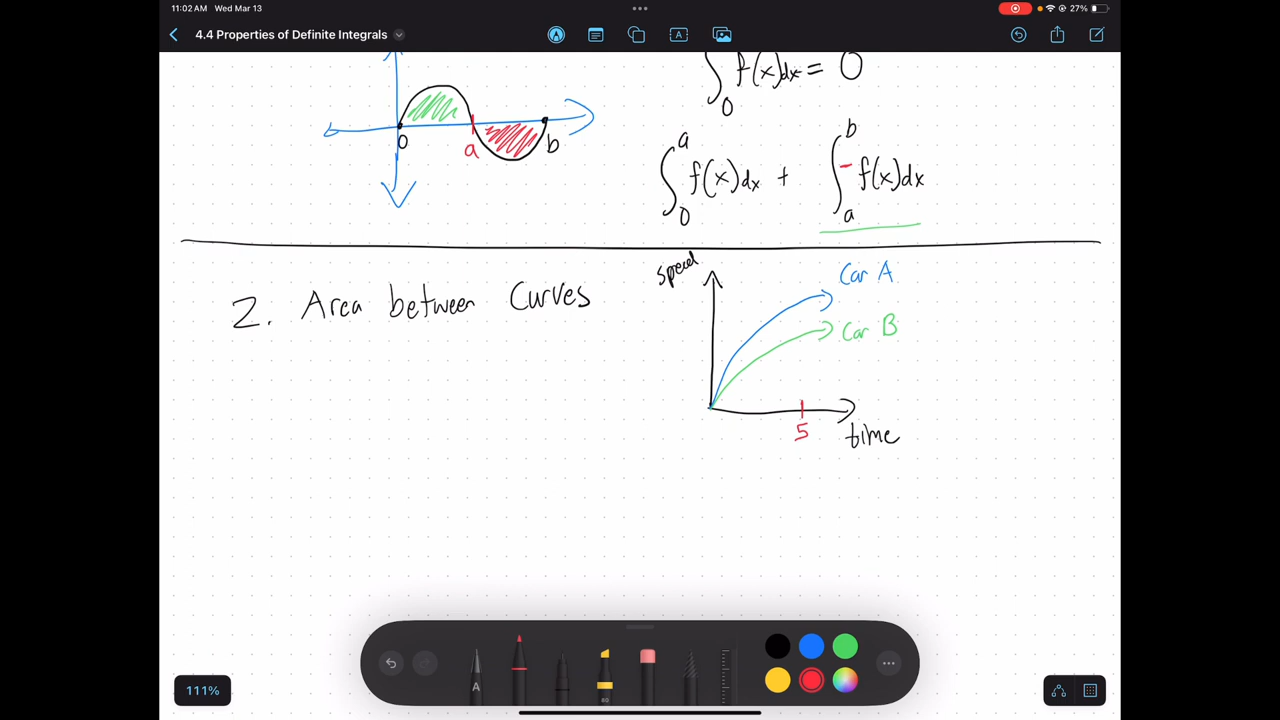 11:02 AM Wed Mar 13
27%
4.4 Properties of Definite Integrals
A
∫₀ f(x)dx = 0
0 a b
∫₀ᵃ f(x)dx + ∫ₐᵇ - f(x)dx
2. Area between Curves
speed
Car A
Car B
5
time
A
80
111%